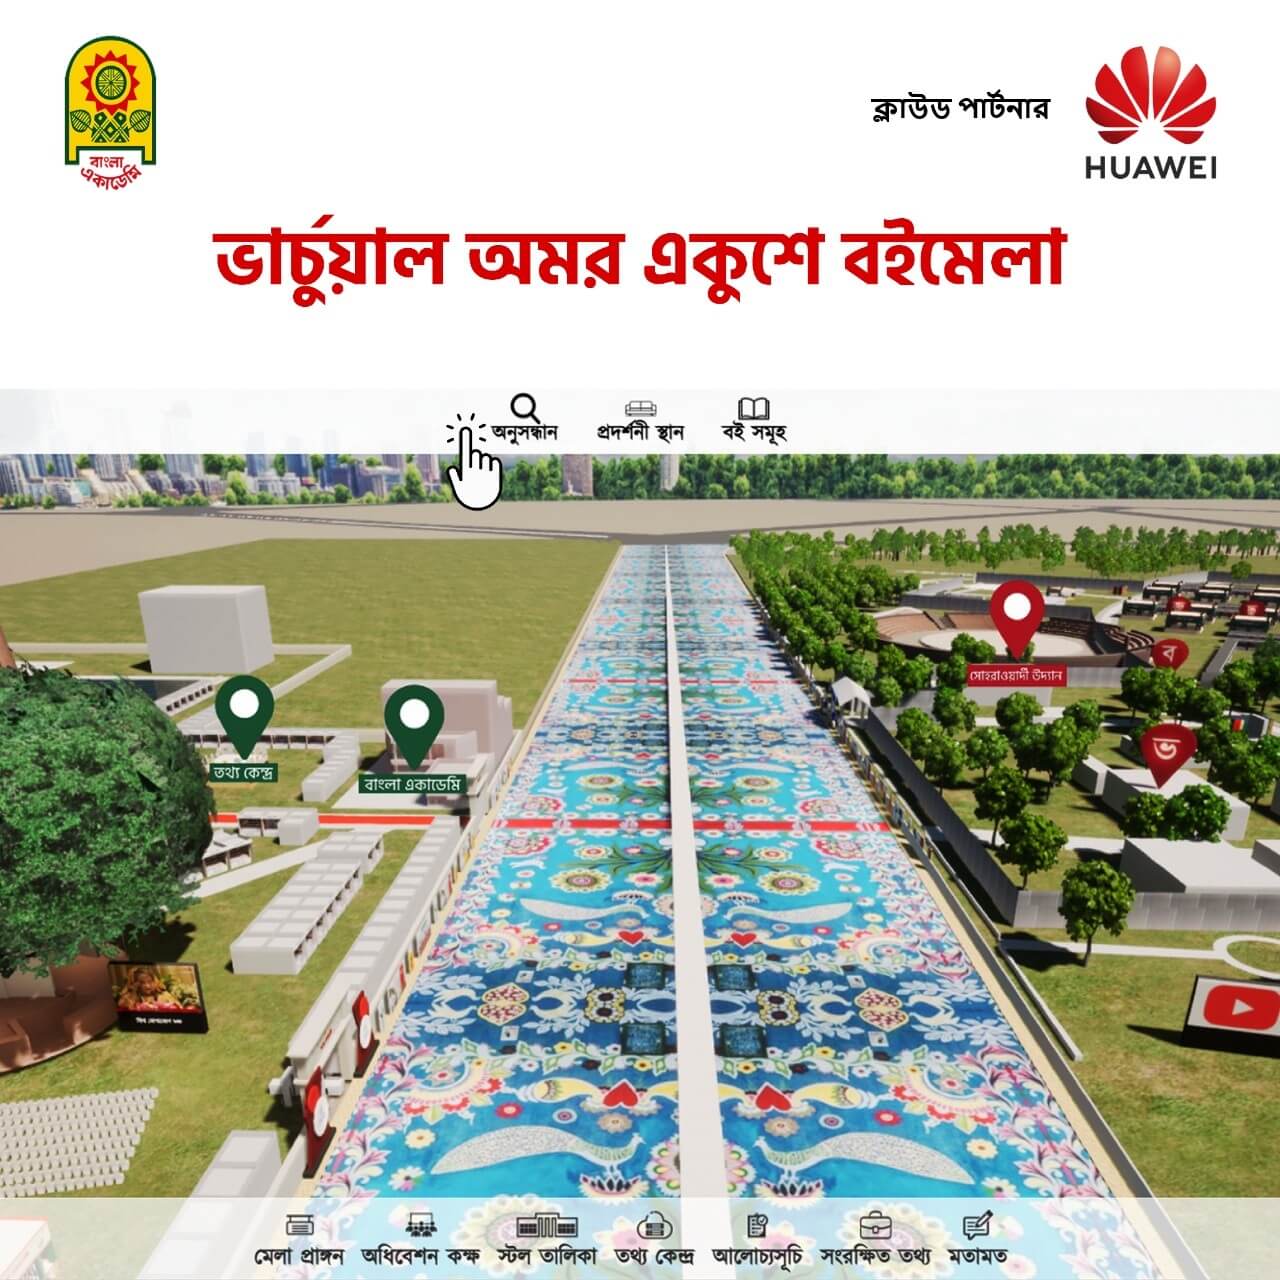 বাংলা
একাডেমি
ক্লাউড পার্টনার
HUAWEI
ভার্চুয়াল অমর একুশে বইমেলা
অনুসন্ধান প্রদর্শনী স্থান বই সমূহ
সোহরাওয়ার্দী উদ্যান
ব
ভ
তথ্য কেন্দ্র
বাংলা একাডেমি
মেলা প্রাঙ্গন অধিবেশন কক্ষ স্টল তালিকা তথ্য কেন্দ্র আলোচ্যসূচি সংরক্ষিত তথ্য মতামত